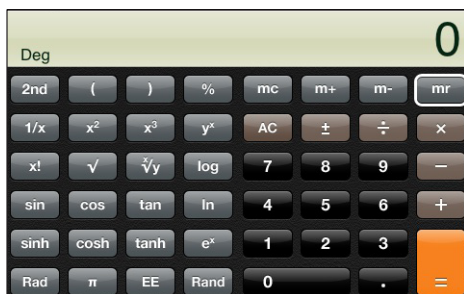 0
Deg
2nd ( ) % mc m+ m- mr
1/x x² x³ yˣ AC ± ÷ ×
x! √ ˣ√y log 7 8 9 −
sin cos tan ln 4 5 6 +
sinh cosh tanh eˣ 1 2 3
Rad π EE Rand 0 . =